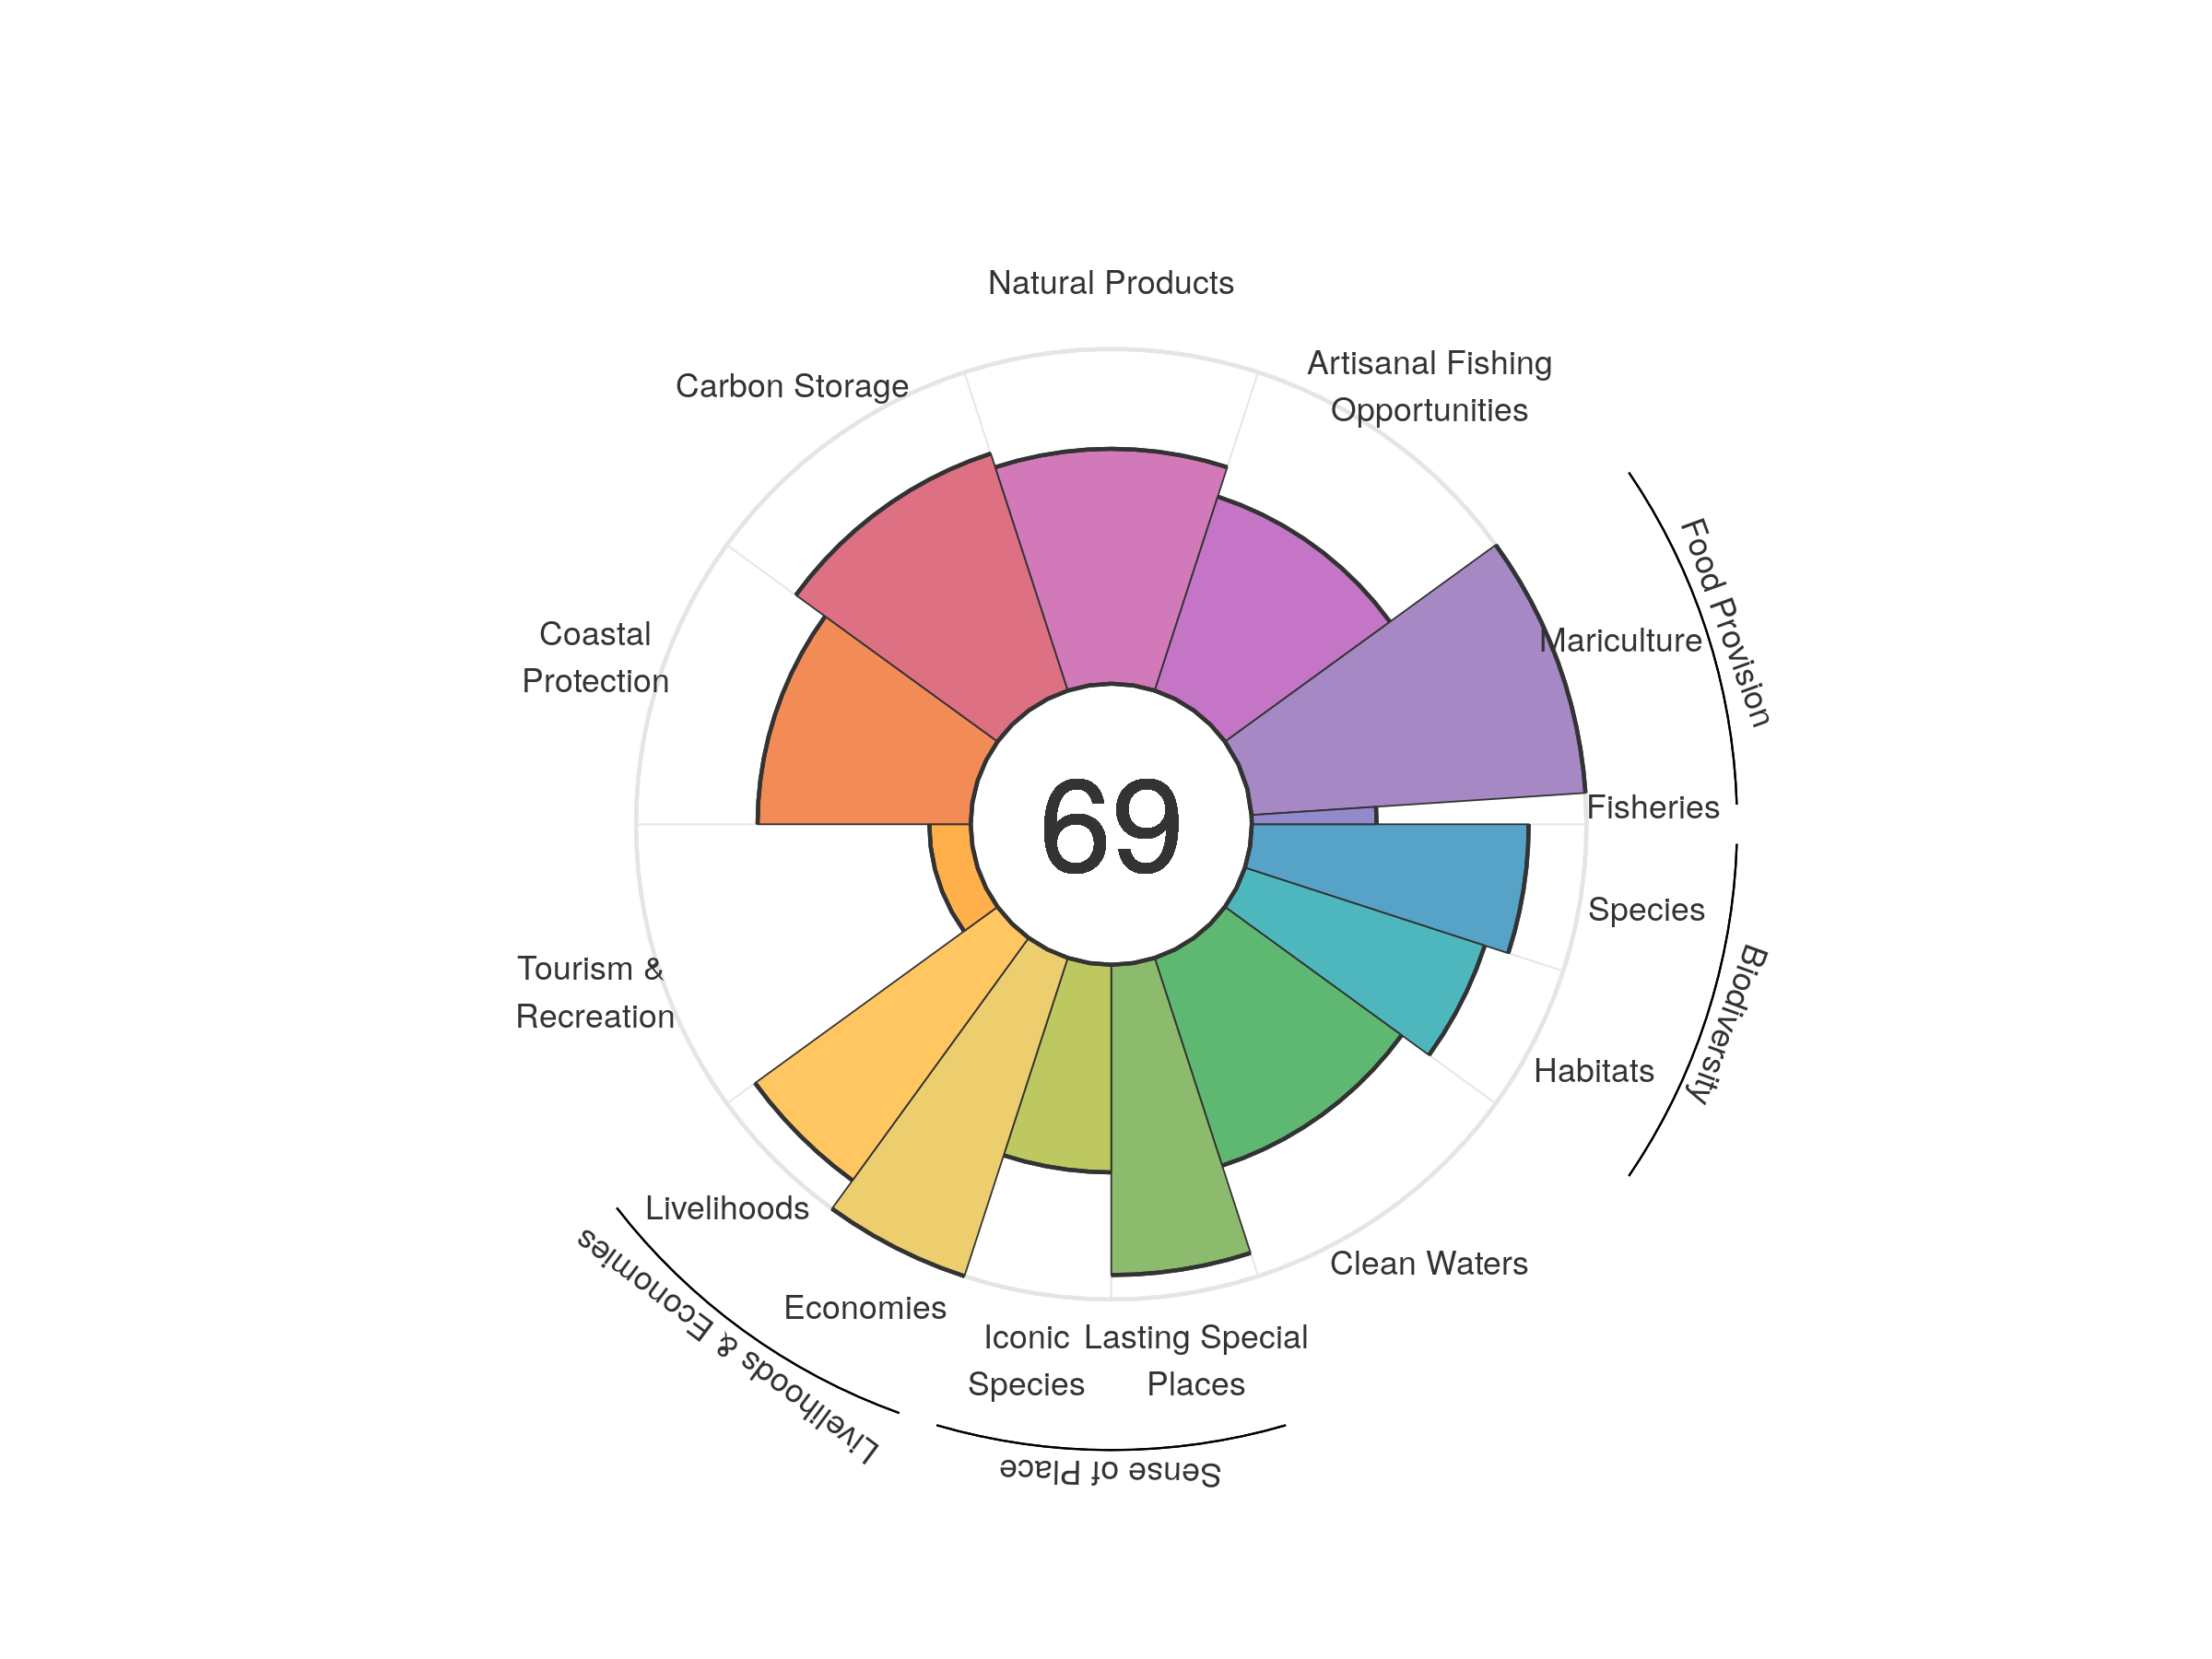 Natural Products
Artisanal Fishing
Opportunities
Carbon Storage
Food Provision
Coastal
Protection
Mariculture
Fisheries
69
Species
Biodiversity
Tourism &
Recreation
Habitats
Livelihoods
Clean Waters
Livelihoods & Economies
Economies
Iconic
Species
Lasting Special
Places
Sense of Place